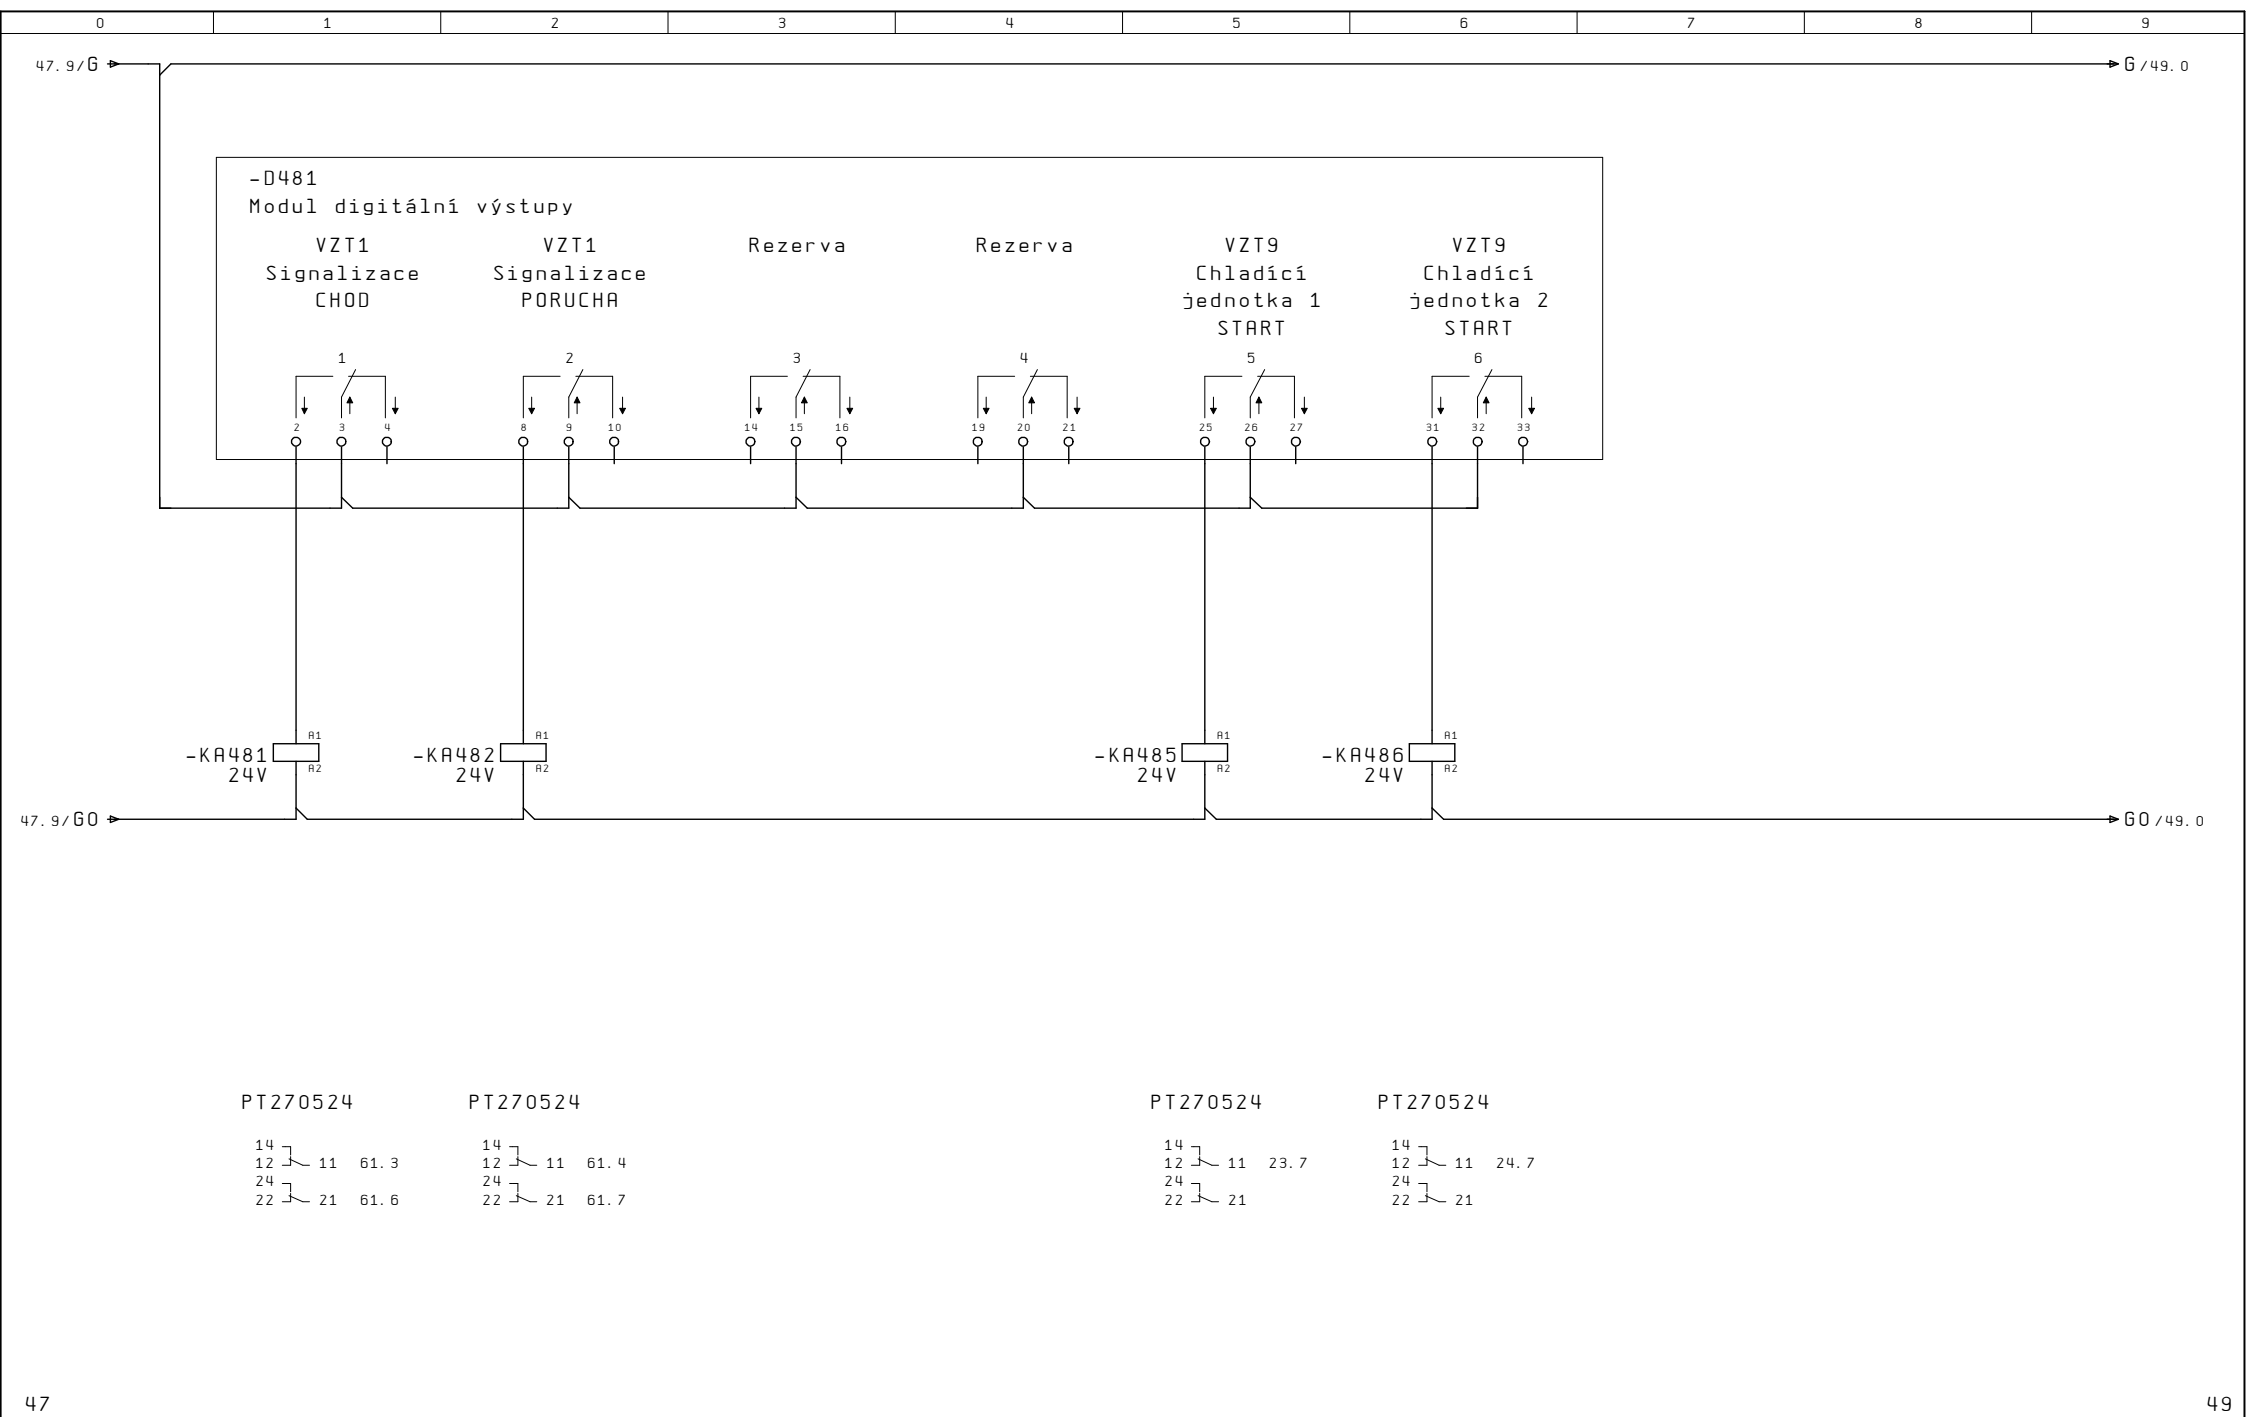 0 1 2 3 4 5 6 7 8 9
47.9/G G/49.0
-D481
Modul digitální výstupy
VZT1 VZT1 Rezerva Rezerva VZT9 VZT9
Signalizace Signalizace Chladící Chladící
CHOD PORUCHA jednotka 1 jednotka 2
START START
1 2 3 4 5 6
2 3 4 8 9 10 14 15 16 19 20 21 25 26 27 31 32 33
A1 A1 A1 A1
-KA481 -KA482 -KA485 -KA486
A2 A2 A2 A2
24V 24V 24V 24V
47.9/G0 G0/49.0
PT270524 PT270524 PT270524 PT270524
14 14 14 14
12 11 61.3 12 11 61.4 12 11 23.7 12 11 24.7
24 24 24 24
22 21 61.6 22 21 61.7 22 21 22 21
47 49